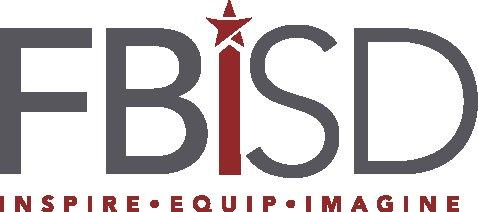 FBiSD
INSPIRE • EQUIP • IMAGINE